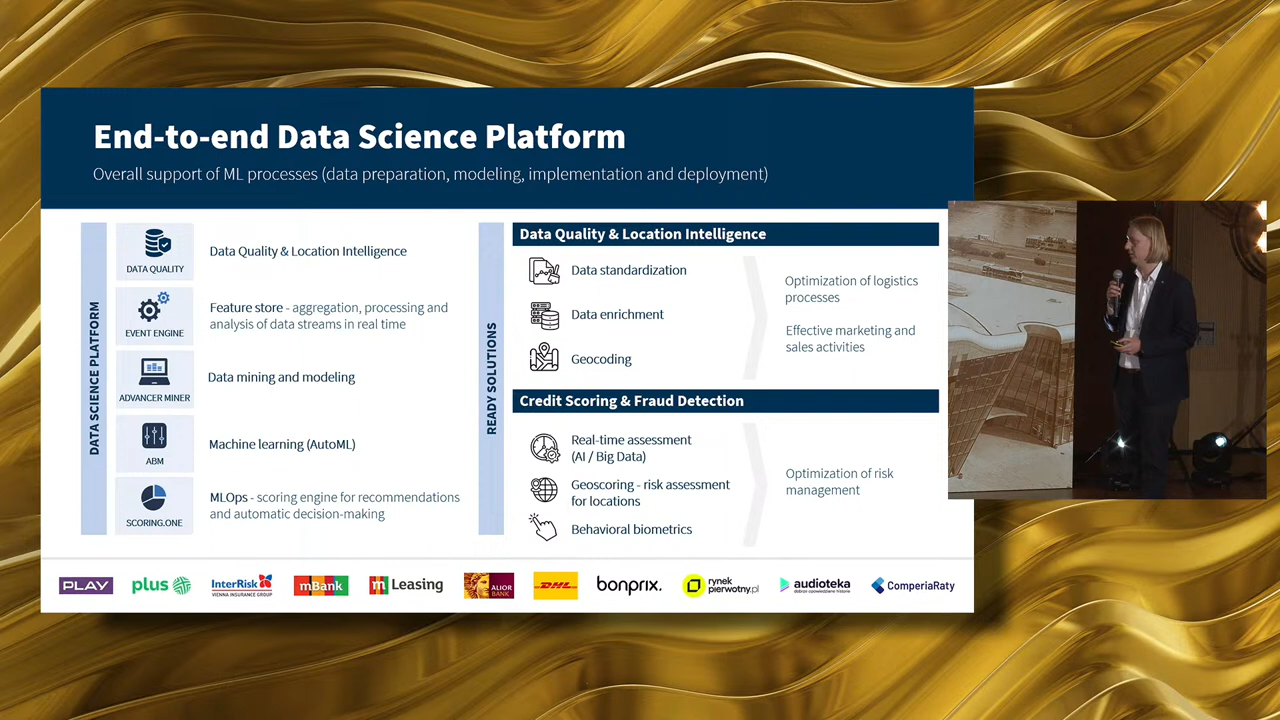 End-to-end Data Science Platform
Overall support of ML processes (data preparation, modeling, implementation and deployment)
DATA SCIENCE PLATFORM
DATA QUALITY
Data Quality & Location Intelligence
EVENT ENGINE
Feature store - aggregation, processing and
analysis of data streams in real time
ADVANCER MINER
Data mining and modeling
ABM
Machine learning (AutoML)
SCORING.ONE
MLOps - scoring engine for recommendations
and automatic decision-making
READY SOLUTIONS
Data Quality & Location Intelligence
Data standardization
Data enrichment
Geocoding
Optimization of logistics
processes
Effective marketing and
sales activities
Credit Scoring & Fraud Detection
Real-time assessment
(AI / Big Data)
Geoscoring - risk assessment
for locations
Behavioral biometrics
Optimization of risk
management
PLAY
plus
InterRisk
VIENNA INSURANCE GROUP
mBank
mLeasing
ALIOR
BANK
DHL
bonprix.
rynek
pierwotny.pl
audioteka
dobrze opowiedziane historie
ComperiaRaty